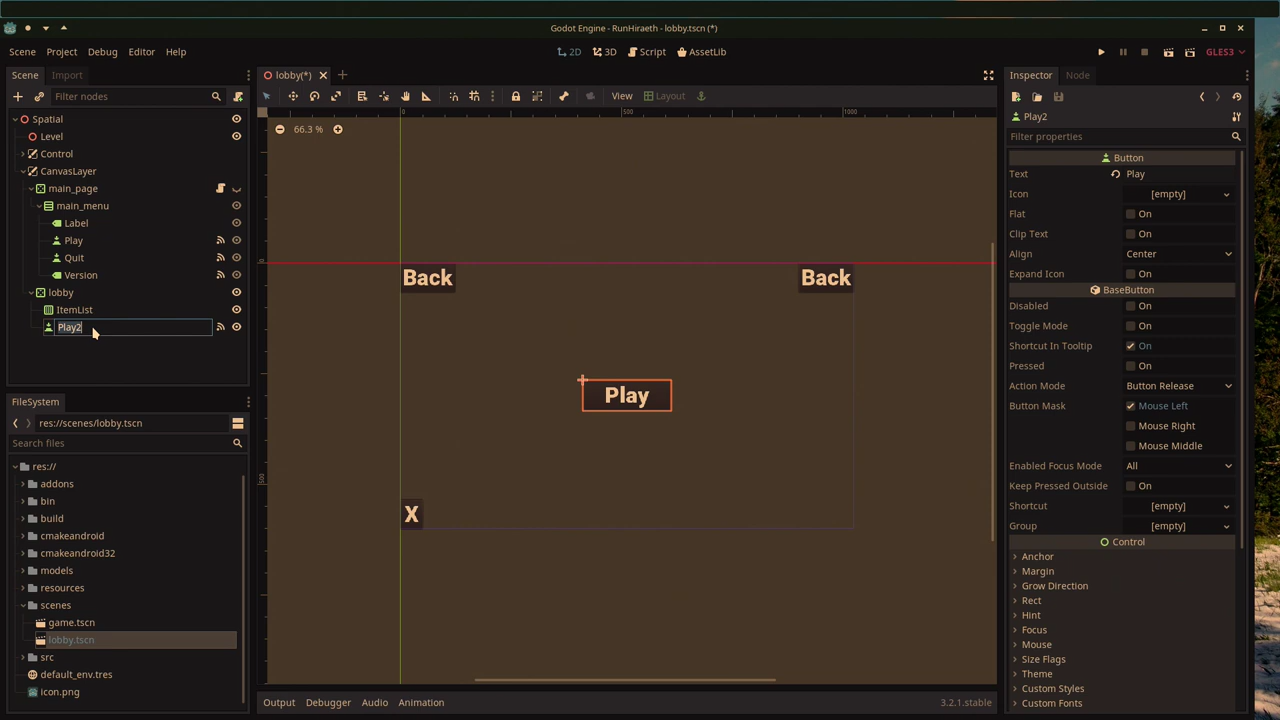 Godot Engine - RunHiraeth - lobby.tscn (*)
Scene Project Debug Editor Help
2D 3D Script AssetLib
GLES3
Scene Import
Filter nodes
Spatial
Level
Control
CanvasLayer
main_page
main_menu
Label
Play
Quit
Version
lobby
ItemList
Play2
FileSystem
res://scenes/lobby.tscn
Search files
res://
addons
bin
build
cmakeandroid
cmakeandroid32
models
resources
scenes
game.tscn
lobby.tscn
src
default_env.tres
icon.png
lobby(*)
View Layout
0 500 1000
66.3 %
0
500
Back Back
Play
X
Output Debugger Audio Animation 3.2.1.stable
Inspector Node
Play2
Filter properties
Button
Text Play
Icon [empty]
Flat On
Clip Text On
Align Center
Expand Icon On
BaseButton
Disabled On
Toggle Mode On
Shortcut In Tooltip On
Pressed On
Action Mode Button Release
Button Mask Mouse Left
Mouse Right
Mouse Middle
Enabled Focus Mode All
Keep Pressed Outside On
Shortcut [empty]
Group [empty]
Control
Anchor
Margin
Grow Direction
Rect
Hint
Focus
Mouse
Size Flags
Theme
Custom Styles
Custom Fonts